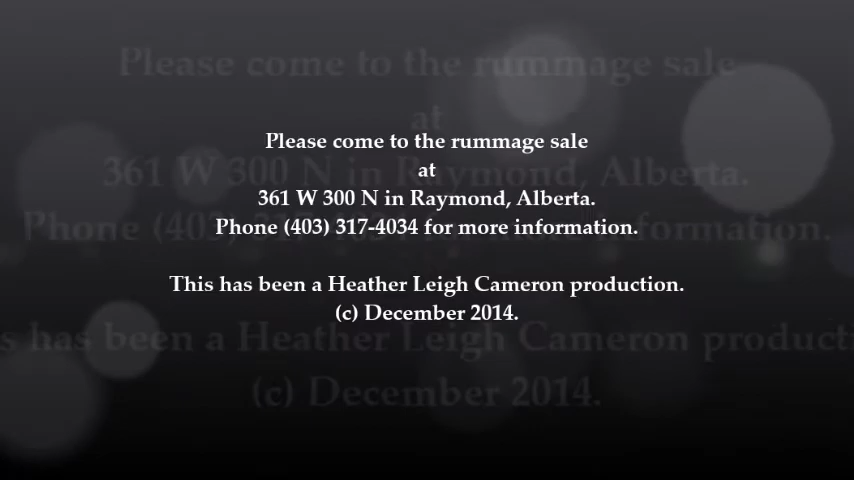 Please come to the rummage sale
at
361 W 300 N in Raymond, Alberta.
Phone (403) 317-4034 for more information.
This has been a Heather Leigh Cameron production.
(c) December 2014.